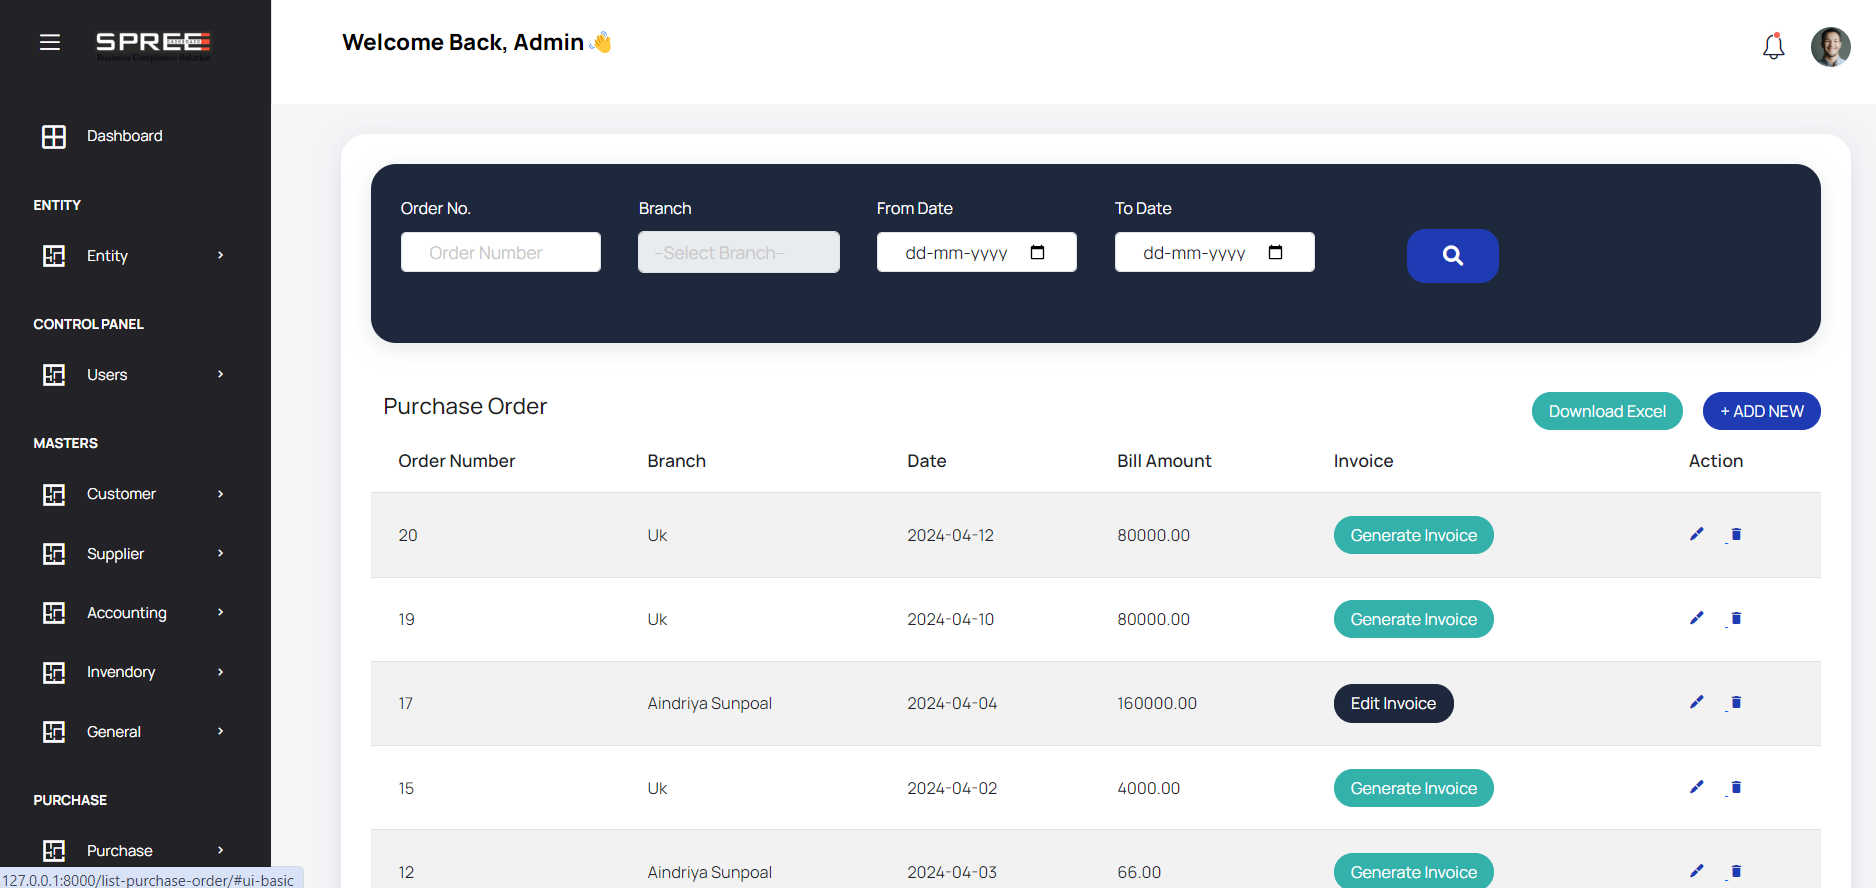 SPREE
Business Compliance Solution
Welcome Back, Admin 👋
Dashboard
ENTITY
Entity
CONTROL PANEL
Users
MASTERS
Customer
Supplier
Accounting
Invendory
General
PURCHASE
Purchase
127.0.0.1:8000/list-purchase-order/#ui-basic
Order No. Branch From Date To Date
Order Number --Select Branch-- dd-mm-yyyy dd-mm-yyyy
Purchase Order
Download Excel + ADD NEW
Order Number Branch Date Bill Amount Invoice Action
20 Uk 2024-04-12 80000.00 Generate Invoice
19 Uk 2024-04-10 80000.00 Generate Invoice
17 Aindriya Sunpoal 2024-04-04 160000.00 Edit Invoice
15 Uk 2024-04-02 4000.00 Generate Invoice
12 Aindriya Sunpoal 2024-04-03 66.00 Generate Invoice